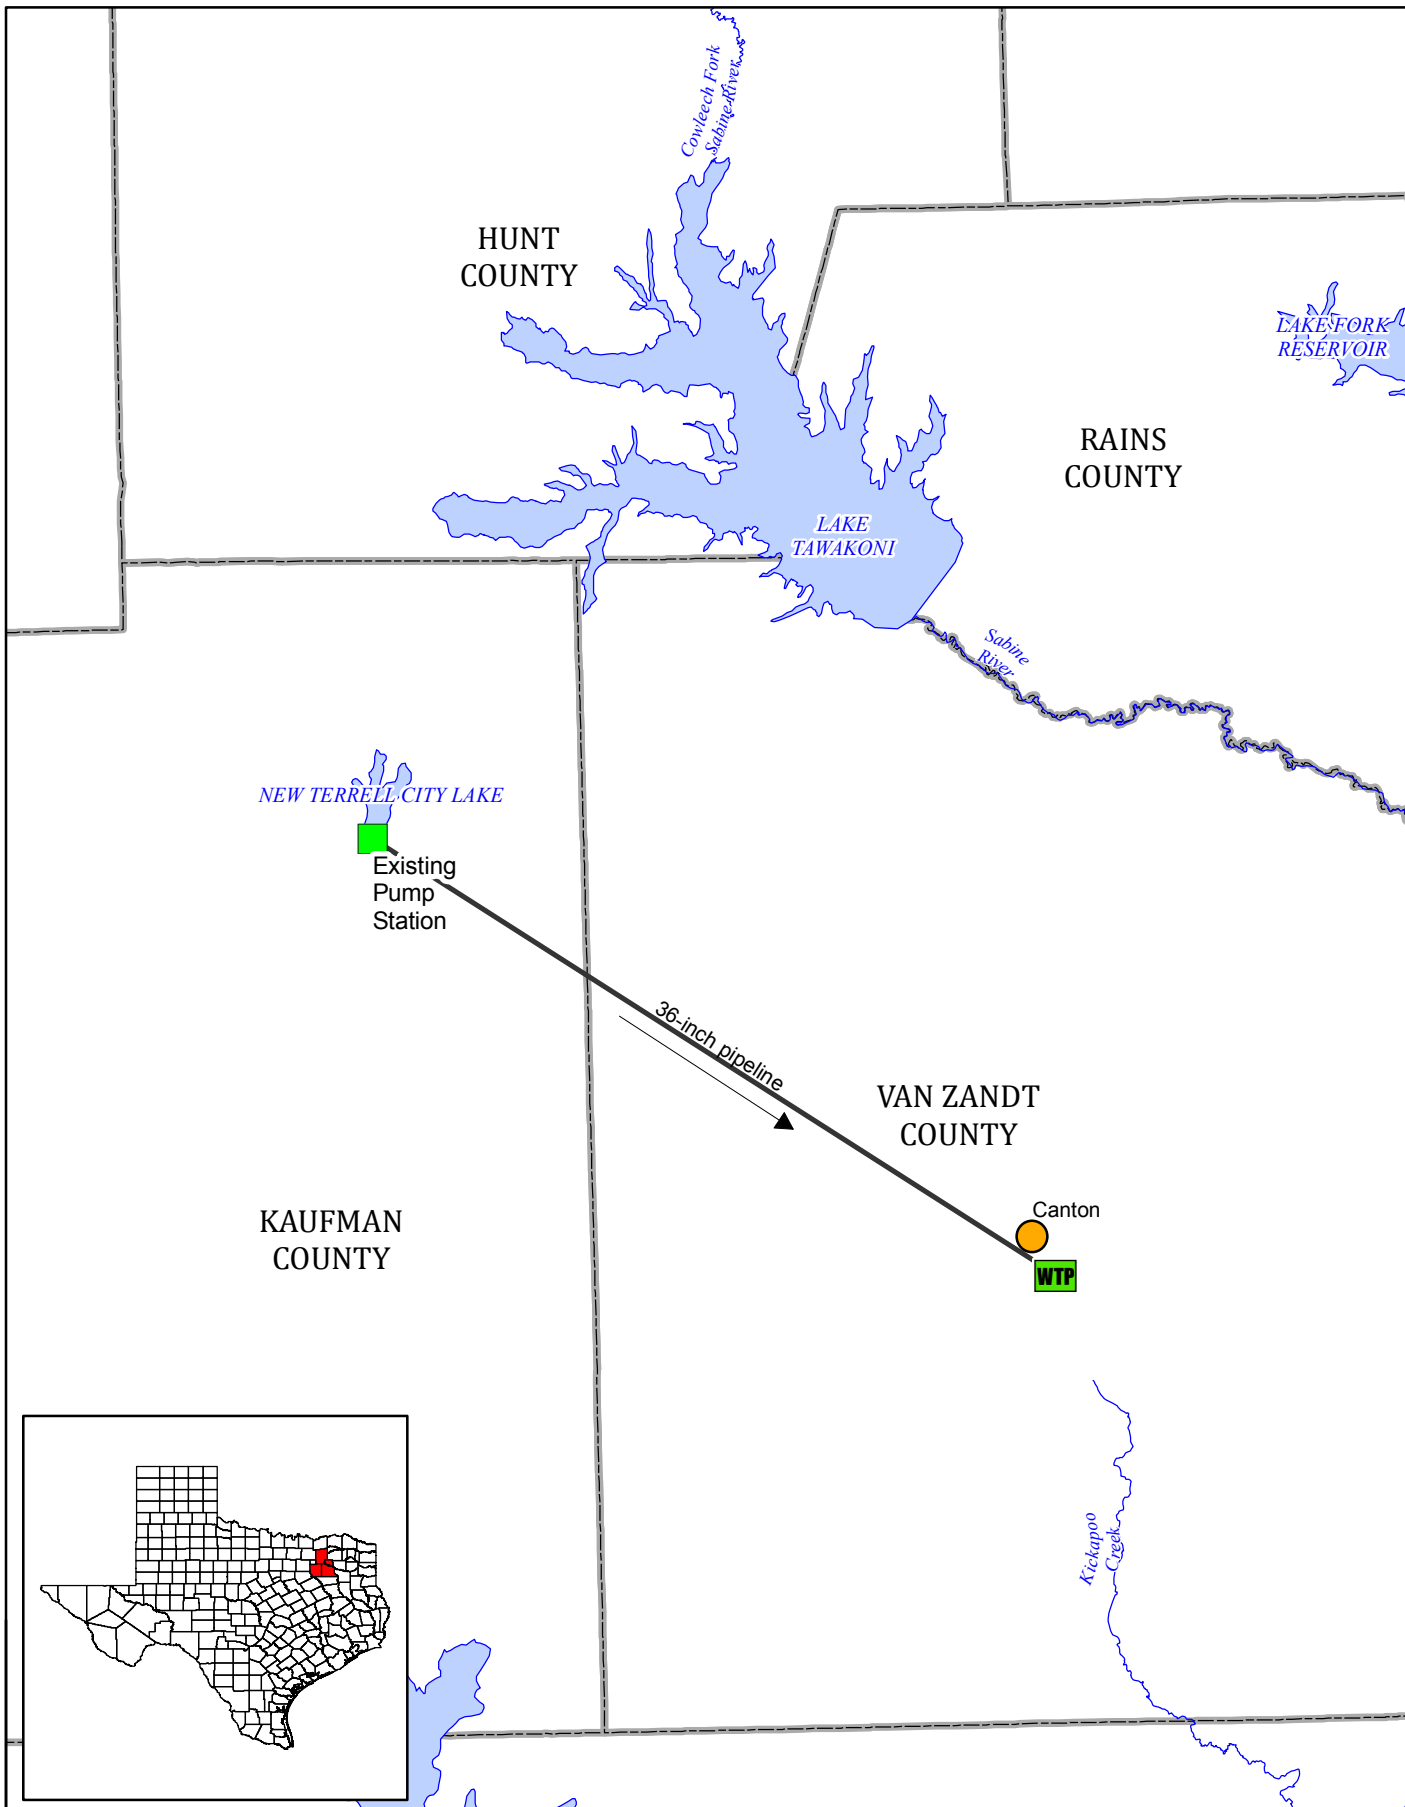 Cowleech Fork
Sabine River
HUNT
COUNTY
LAKE FORK
RESERVOIR
RAINS
COUNTY
LAKE
TAWAKONI
Sabine
River
NEW TERRELL CITY LAKE
Existing
Pump
Station
36-inch pipeline
VAN ZANDT
COUNTY
Canton
WTP
KAUFMAN
COUNTY
Kickapoo
Creek